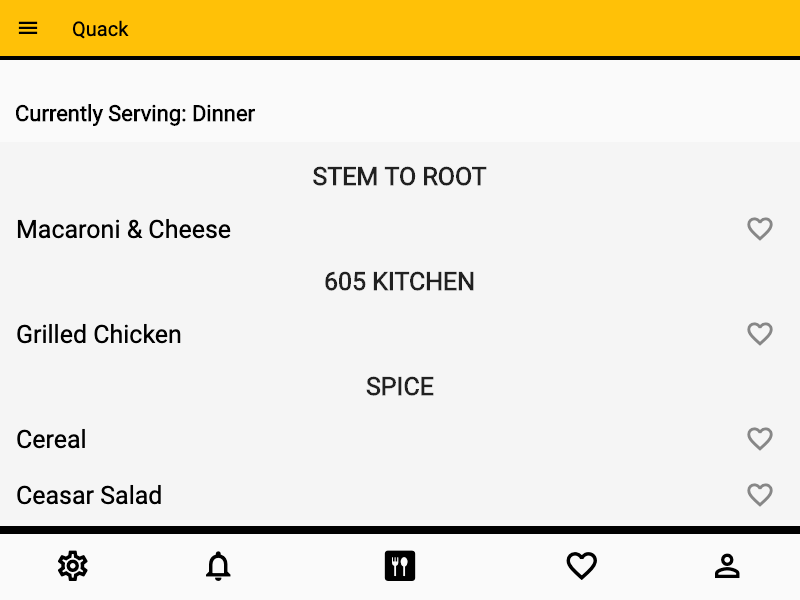 Quack
Currently Serving: Dinner
STEM TO ROOT
Macaroni & Cheese
605 KITCHEN
Grilled Chicken
SPICE
Cereal
Ceasar Salad